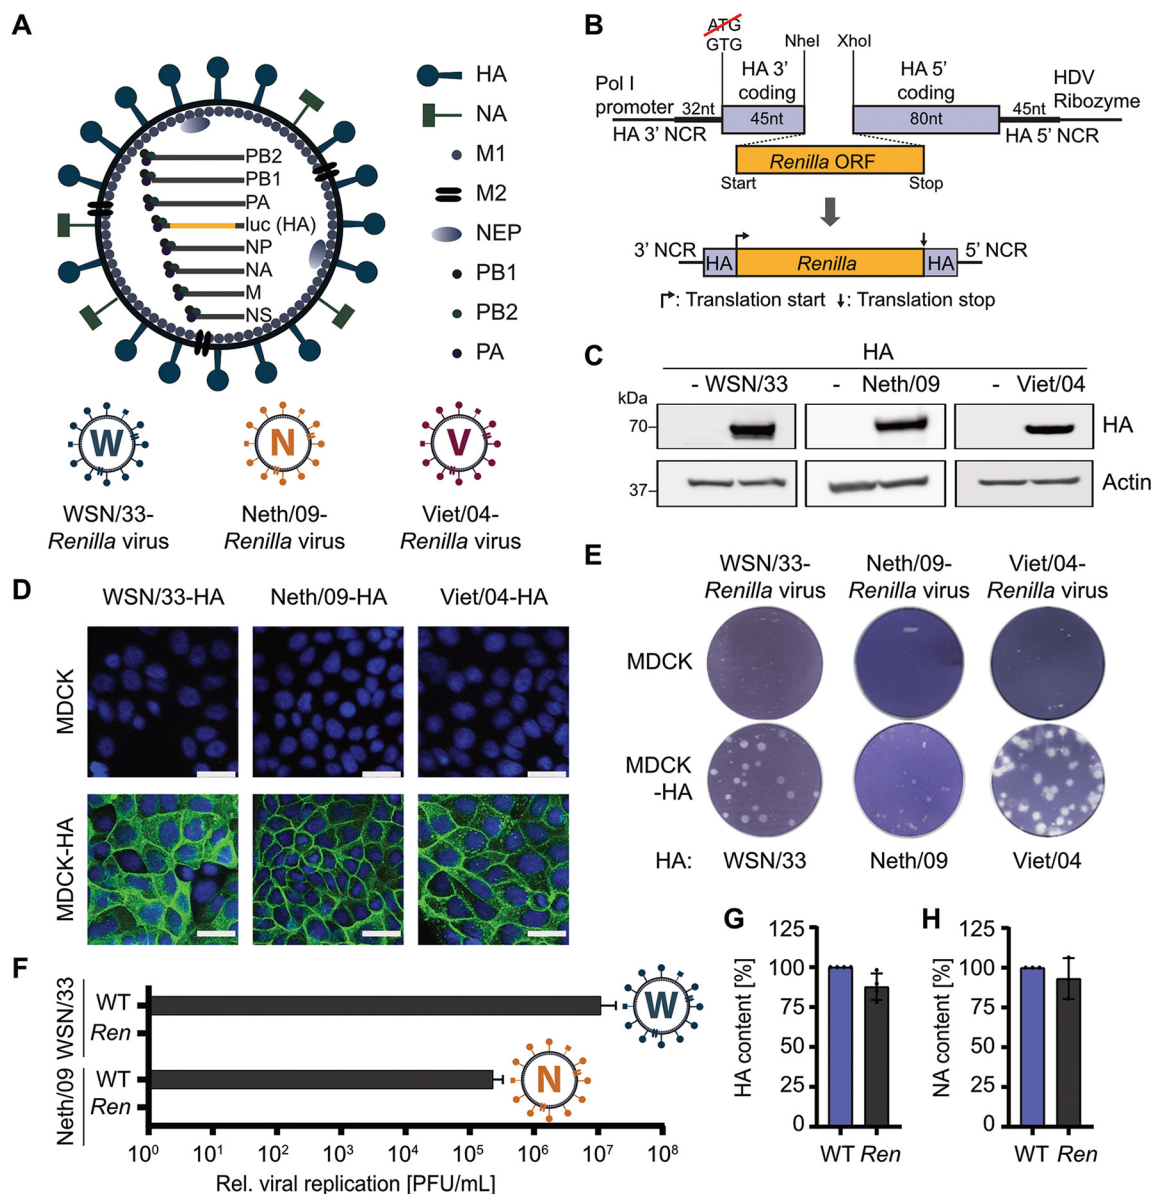 A
HA
NA
M1
M2
NEP
PB1
PB2
PA
PB2
PB1
PA
luc (HA)
NP
NA
M
NS
W
N
V
WSN/33-
Renilla virus
Neth/09-
Renilla virus
Viet/04-
Renilla virus
B
ATG
GTG
NheI
XhoI
Pol I
promoter
32nt
HA 3’ NCR
HA 3’
coding
45nt
HA 5’
coding
80nt
45nt
HA 5’ NCR
HDV
Ribozyme
Renilla ORF
Start
Stop
3’ NCR
HA
Renilla
HA
5’ NCR
: Translation start
: Translation stop
C
HA
- WSN/33
- Neth/09
- Viet/04
kDa
70
HA
37
Actin
D
WSN/33-HA
Neth/09-HA
Viet/04-HA
MDCK
MDCK-HA
E
WSN/33-
Renilla virus
Neth/09-
Renilla virus
Viet/04-
Renilla virus
MDCK
MDCK
-HA
HA:
WSN/33
Neth/09
Viet/04
F
WSN/33
WT
Ren
W
Neth/09
WT
Ren
N
10⁰ 10¹ 10² 10³ 10⁴ 10⁵ 10⁶ 10⁷ 10⁸
Rel. viral replication [PFU/mL]
G
HA content [%]
125
100
75
50
25
0
WT Ren
H
NA content [%]
125
100
75
50
25
0
WT Ren